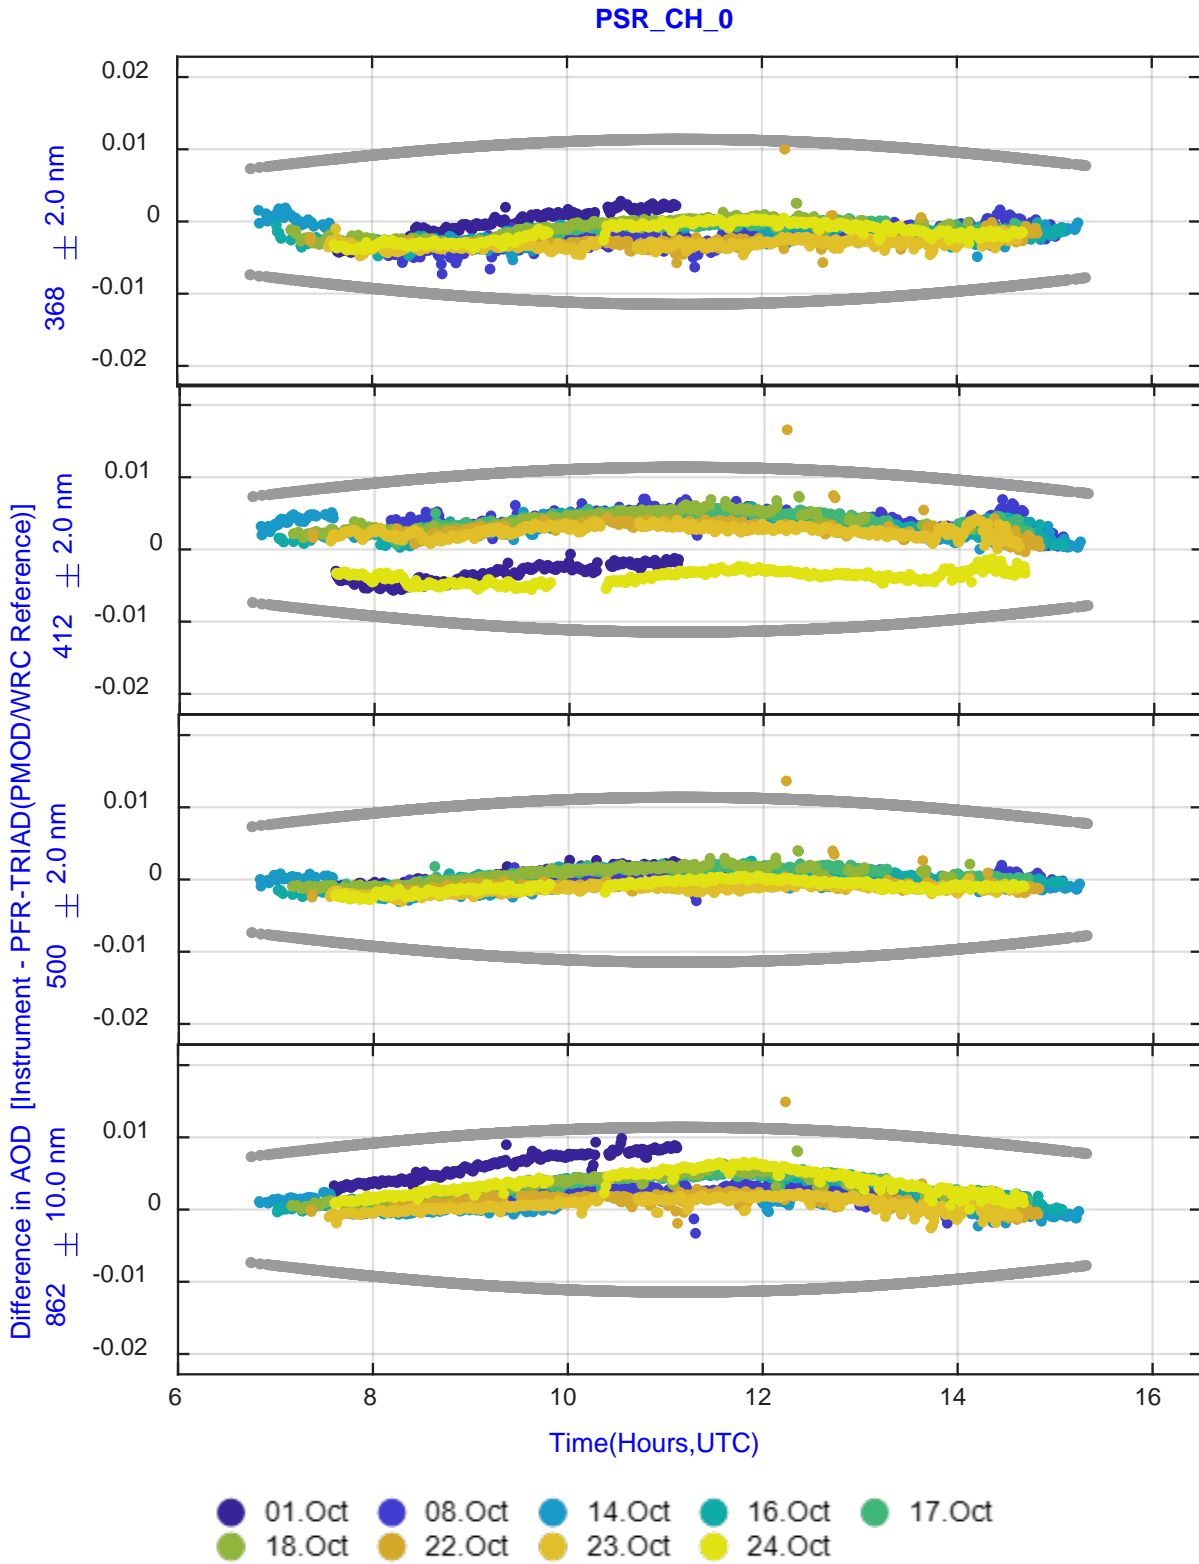 PSR_CH_0
Difference in AOD [Instrument - PFR-TRIAD(PMOD/WRC Reference)]
368 ± 2.0 nm
0.02
0.01
0
-0.01
-0.02
412 ± 2.0 nm
0.01
0
-0.01
-0.02
500 ± 2.0 nm
0.01
0
-0.01
-0.02
862 ± 10.0 nm
0.01
0
-0.01
-0.02
6 8 10 12 14 16
Time(Hours,UTC)
01.Oct 08.Oct 14.Oct 16.Oct 17.Oct
18.Oct 22.Oct 23.Oct 24.Oct